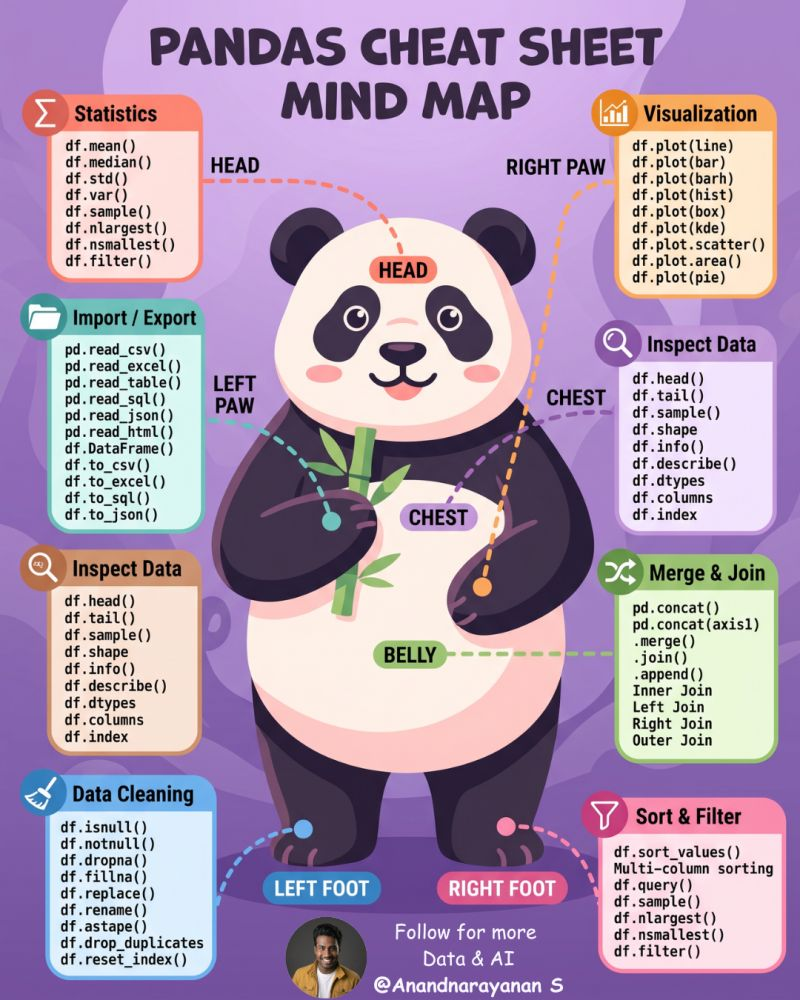 PANDAS CHEAT SHEET
MIND MAP
Statistics
df.mean()
df.median()
df.std()
df.var()
df.sample()
df.nlargest()
df.nsmallest()
df.filter()
HEAD
HEAD
Import / Export
pd.read_csv()
pd.read_excel()
pd.read_table()
pd.read_sql()
pd.read_json()
pd.read_html()
df.DataFrame()
df.to_csv()
df.to_excel()
df.to_sql()
df.to_json()
LEFT
PAW
Inspect Data
df.head()
df.tail()
df.sample()
df.shape
df.info()
df.describe()
df.dtypes
df.columns
df.index
Data Cleaning
df.isnull()
df.notnull()
df.dropna()
df.fillna()
df.replace()
df.rename()
df.astape()
df.drop_duplicates
df.reset_index()
LEFT FOOT
Visualization
df.plot(line)
df.plot(bar)
df.plot(barh)
df.plot(hist)
df.plot(box)
df.plot(kde)
df.plot.scatter()
df.plot.area()
df.plot(pie)
RIGHT PAW
Inspect Data
df.head()
df.tail()
df.sample()
df.shape
df.info()
df.describe()
df.dtypes
df.columns
df.index
CHEST
CHEST
Merge & Join
pd.concat()
pd.concat(axis1)
.merge()
.join()
.append()
Inner Join
Left Join
Right Join
Outer Join
BELLY
Sort & Filter
df.sort_values()
Multi-column sorting
df.query()
df.sample()
df.nlargest()
df.nsmallest()
df.filter()
RIGHT FOOT
Follow for more
Data & AI
@Anandnarayanan S